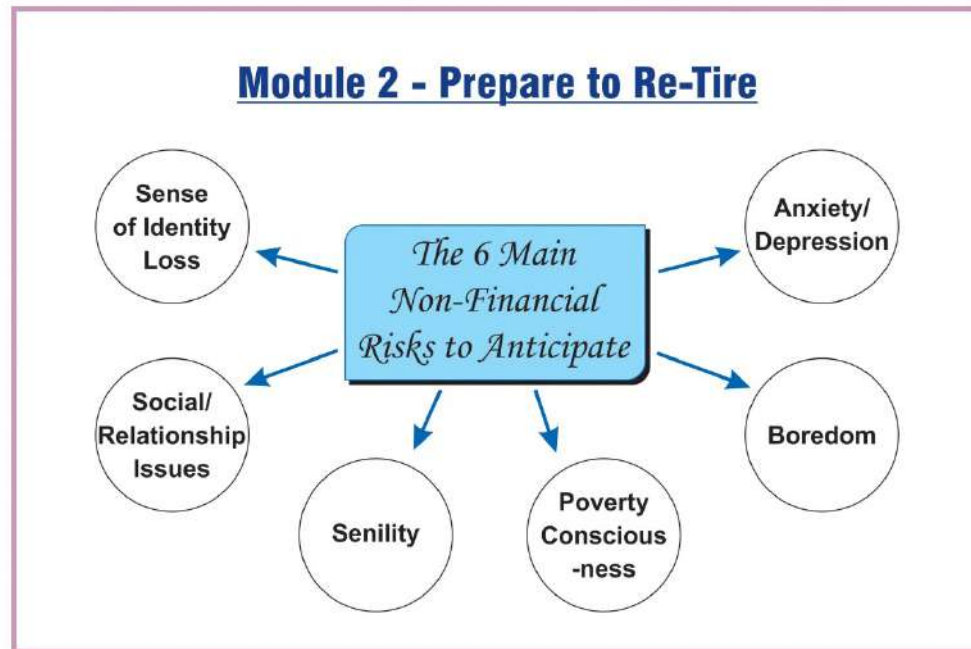 Module 2 - Prepare to Re-Tire
Sense
of Identity
Loss
Anxiety/
Depression
The 6 Main
Non-Financial
Risks to Anticipate
Social/
Relationship
Issues
Boredom
Senility
Poverty
Conscious
-ness